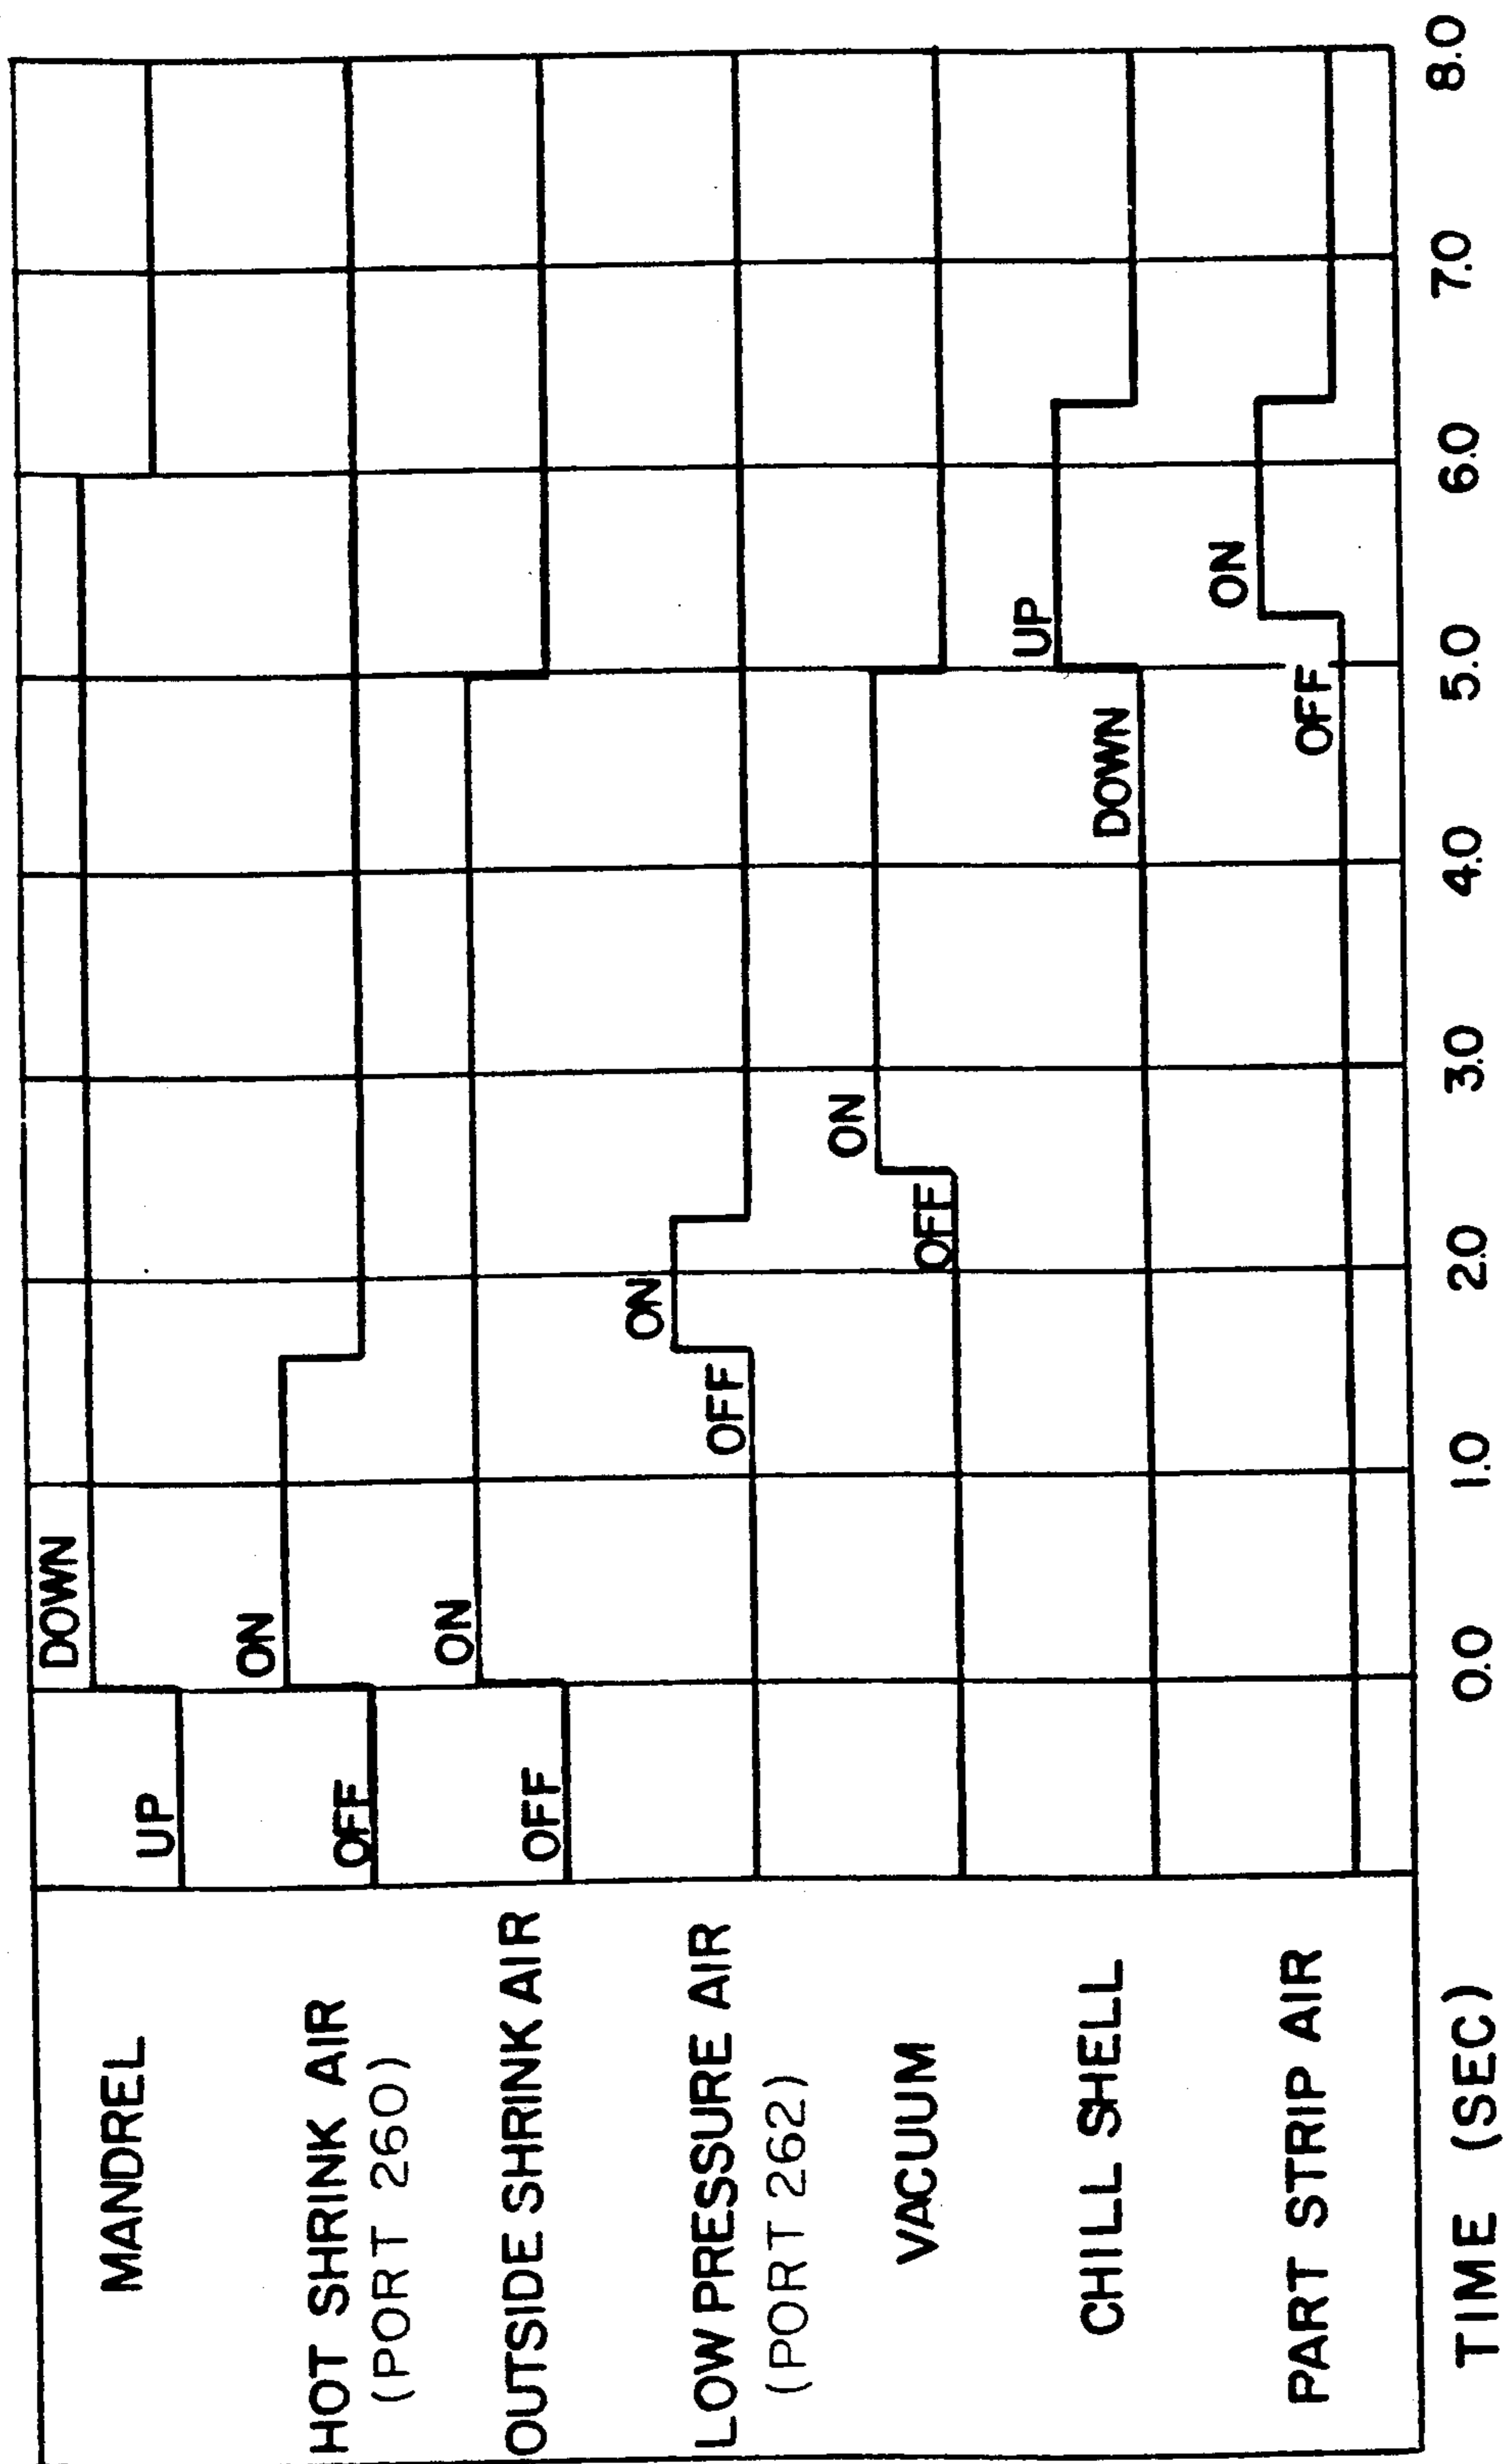 MANDREL
UP
DOWN
HOT SHRINK AIR
(PORT 260)
OFF
ON
OUTSIDE SHRINK AIR
OFF
ON
LOW PRESSURE AIR
(PORT 262)
OFF
ON
VACUUM
OFF
ON
CHILL SHELL
DOWN
UP
PART STRIP AIR
OFF
ON
TIME (SEC)
0.0 1.0 2.0 3.0 4.0 5.0 6.0 7.0 8.0